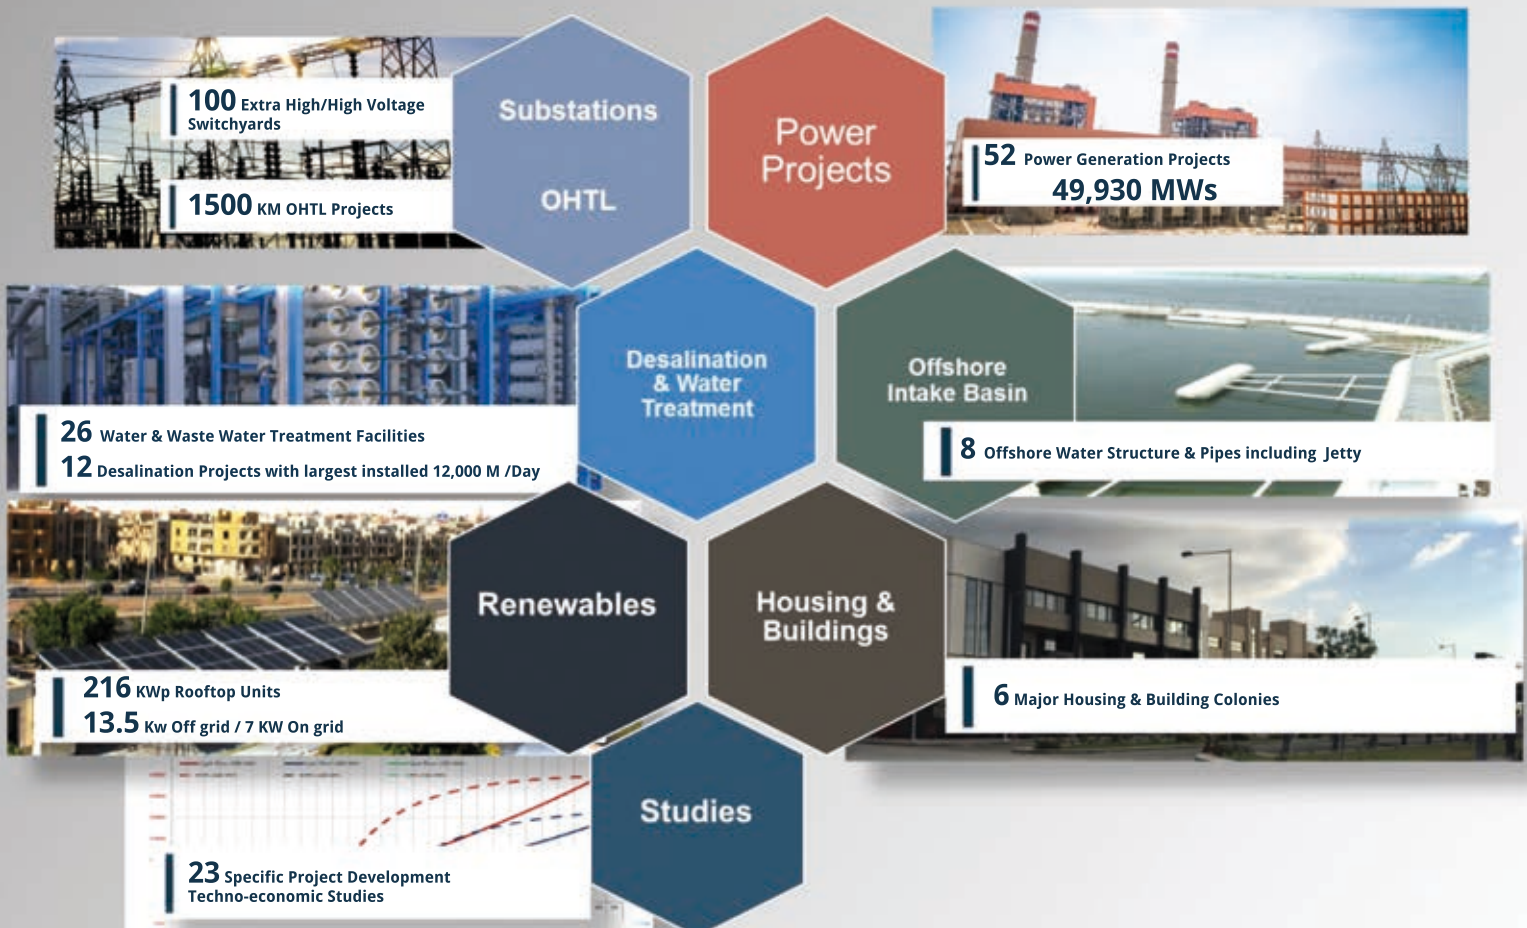 100 Extra High/High Voltage
Switchyards
1500 KM OHTL Projects
Substations
OHTL
Power
Projects
52 Power Generation Projects
49,930 MWs
26 Water & Waste Water Treatment Facilities
12 Desalination Projects with largest installed 12,000 M /Day
Desalination
& Water
Treatment
Offshore
Intake Basin
8 Offshore Water Structure & Pipes including Jetty
216 KWp Rooftop Units
13.5 Kw Off grid / 7 KW On grid
Renewables
Housing &
Buildings
6 Major Housing & Building Colonies
23 Specific Project Development
Techno-economic Studies
Studies